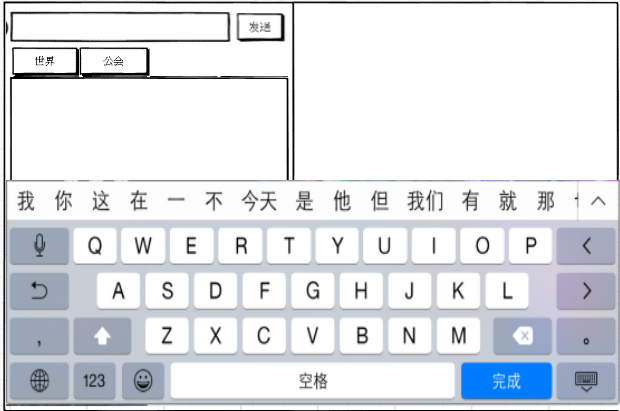 发送
世界 公会
我 你 这 在 一 不 今天 是 他 但 我们 有 就 那
Q W E R T Y U I O P
A S D F G H J K L
, Z X C V B N M 。
123 空格 完成